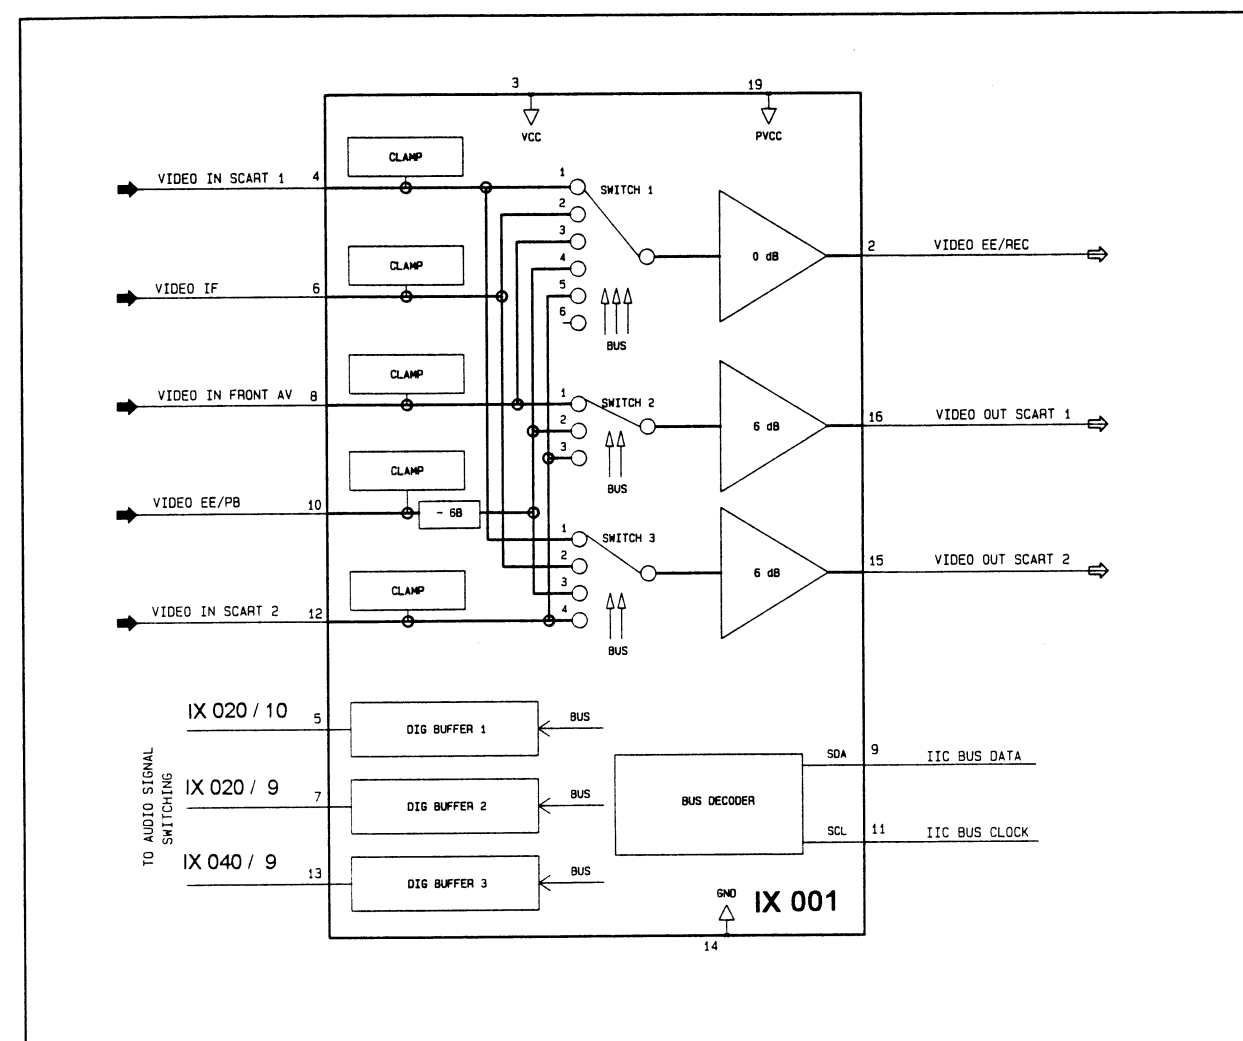 3
19
VCC
PVCC
CLAMP
VIDEO IN SCART 1
4
1
SWITCH 1
2
3
4
5
6
BUS
0 dB
2
VIDEO EE/REC
CLAMP
VIDEO IF
6
CLAMP
VIDEO IN FRONT AV
8
1
SWITCH 2
2
3
BUS
6 dB
16
VIDEO OUT SCART 1
CLAMP
VIDEO EE/PB
10
- 6B
1
SWITCH 3
2
3
4
BUS
6 dB
15
VIDEO OUT SCART 2
CLAMP
VIDEO IN SCART 2
12
TO AUDIO SIGNAL
SWITCHING
IX 020 / 10
5
DIG BUFFER 1
BUS
IX 020 / 9
7
DIG BUFFER 2
BUS
IX 040 / 9
13
DIG BUFFER 3
BUS
BUS DECODER
SDA
9
IIC BUS DATA
SCL
11
IIC BUS CLOCK
GND
IX 001
14